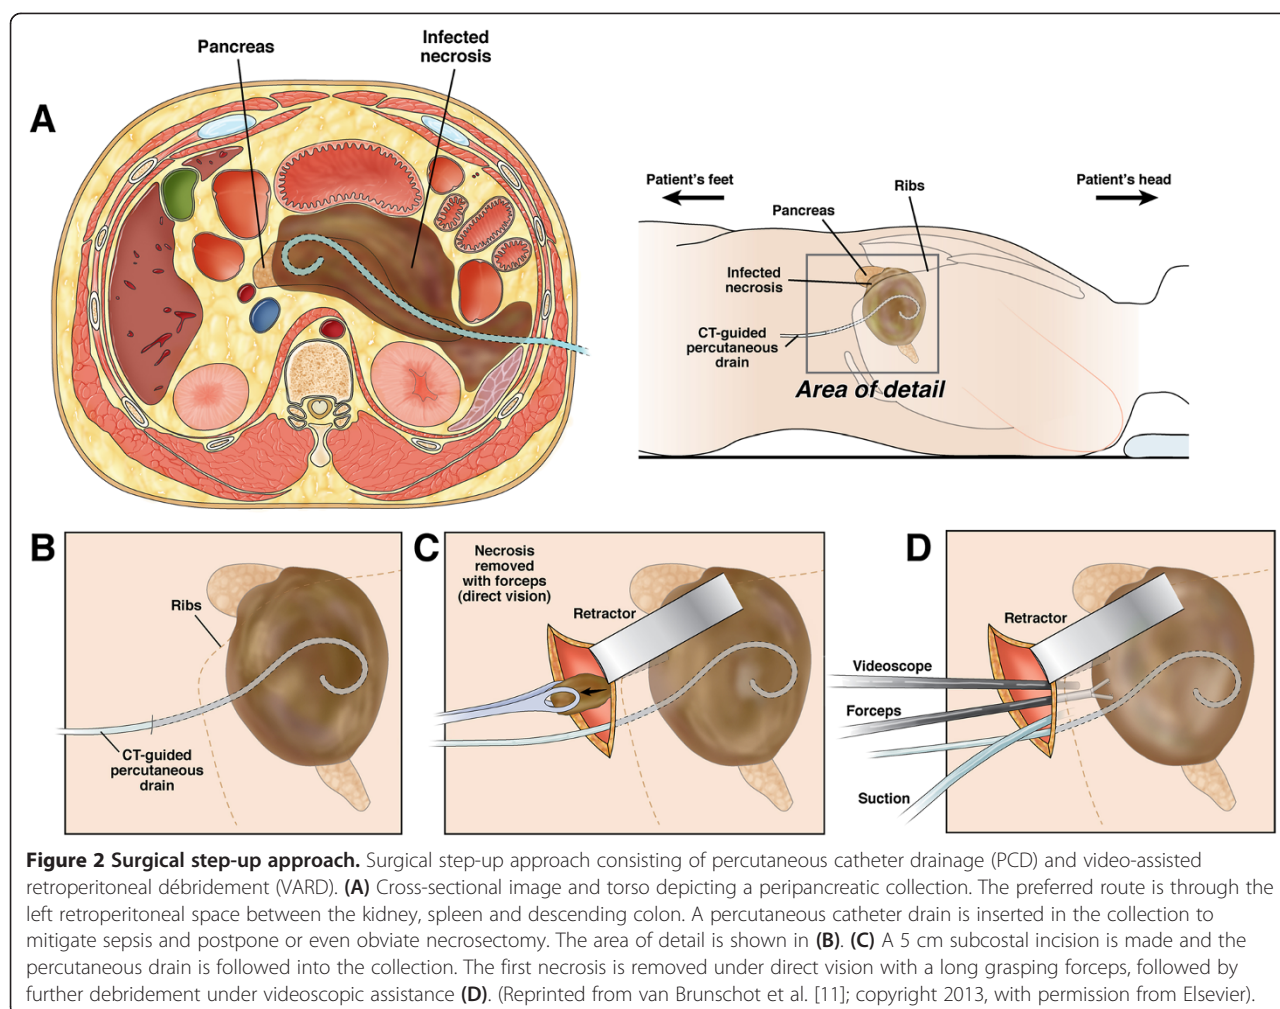 A
Pancreas
Infected
necrosis
Patient's feet
Patient's head
Ribs
Pancreas
Infected
necrosis
CT-guided
percutaneous
drain
Area of detail
B
Ribs
CT-guided
percutaneous
drain
C
Necrosis
removed
with forceps
(direct vision)
Retractor
D
Retractor
Videoscope
Forceps
Suction
Figure 2 Surgical step-up approach. Surgical step-up approach consisting of percutaneous catheter drainage (PCD) and video-assisted
retroperitoneal débridement (VARD). (A) Cross-sectional image and torso depicting a peripancreatic collection. The preferred route is through the
left retroperitoneal space between the kidney, spleen and descending colon. A percutaneous catheter drain is inserted in the collection to
mitigate sepsis and postpone or even obviate necrosectomy. The area of detail is shown in (B). (C) A 5 cm subcostal incision is made and the
percutaneous drain is followed into the collection. The first necrosis is removed under direct vision with a long grasping forceps, followed by
further debridement under videoscopic assistance (D). (Reprinted from van Brunschot et al. [11]; copyright 2013, with permission from Elsevier).